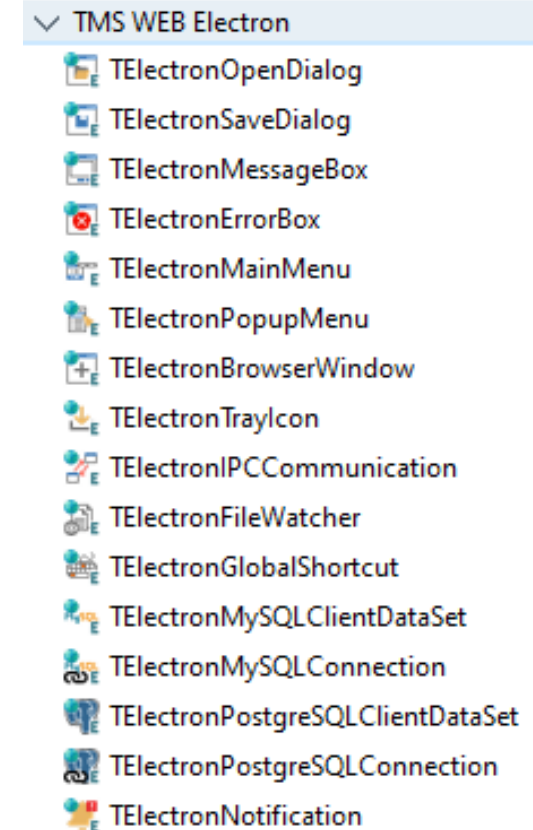 TMS WEB Electron
TElectronOpenDialog
TElectronSaveDialog
TElectronMessageBox
TElectronErrorBox
TElectronMainMenu
TElectronPopupMenu
TElectronBrowserWindow
TElectronTrayIcon
TElectronIPCCommunication
TElectronFileWatcher
TElectronGlobalShortcut
TElectronMySQLClientDataSet
TElectronMySQLConnection
TElectronPostgreSQLClientDataSet
TElectronPostgreSQLConnection
TElectronNotification